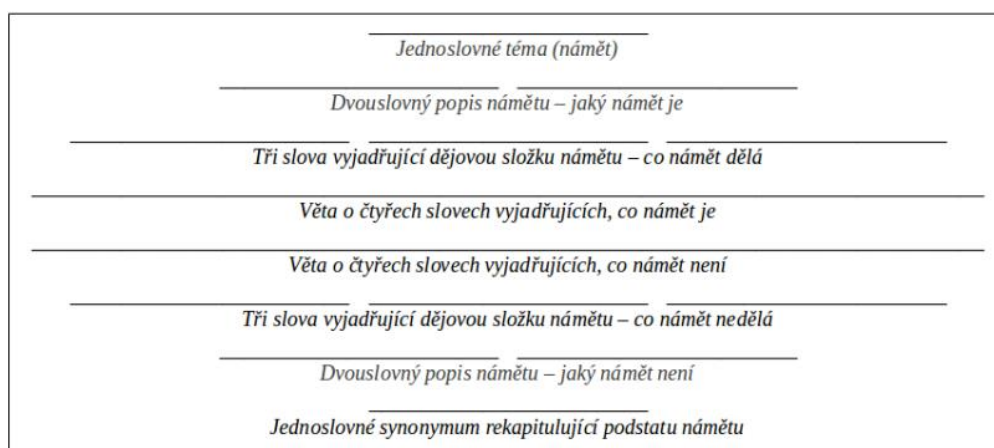 Jednoslovné téma (námět)
Dvouslovný popis námětu – jaký námět je
Tři slova vyjadřující dějovou složku námětu – co námět dělá
Věta o čtyřech slovech vyjadřujících, co námět je
Věta o čtyřech slovech vyjadřujících, co námět není
Tři slova vyjadřující dějovou složku námětu – co námět nedělá
Dvouslovný popis námětu – jaký námět není
Jednoslovné synonymum rekapitulující podstatu námětu